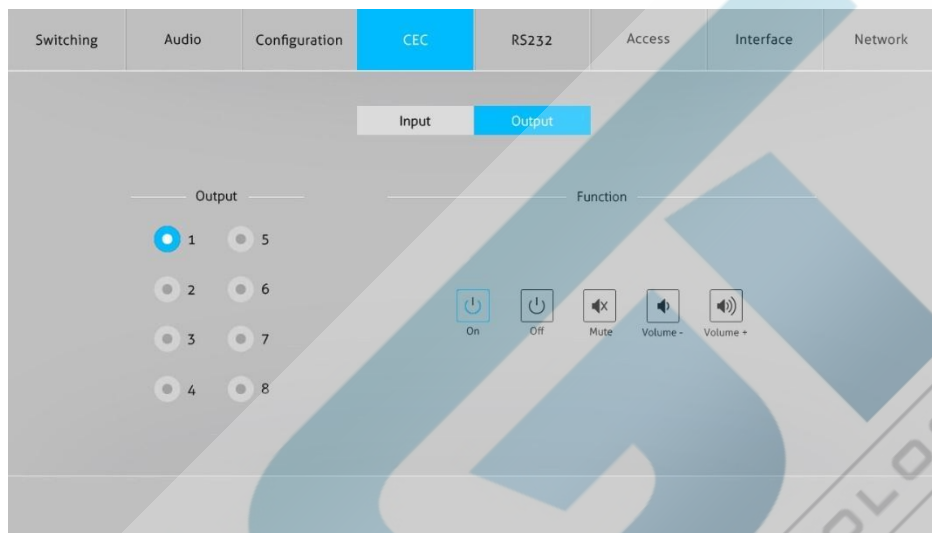 Switching Audio Configuration CEC RS232 Access Interface Network
Input Output
Output
Function
1 5
2 6
3 7
4 8
On Off Mute Volume - Volume +